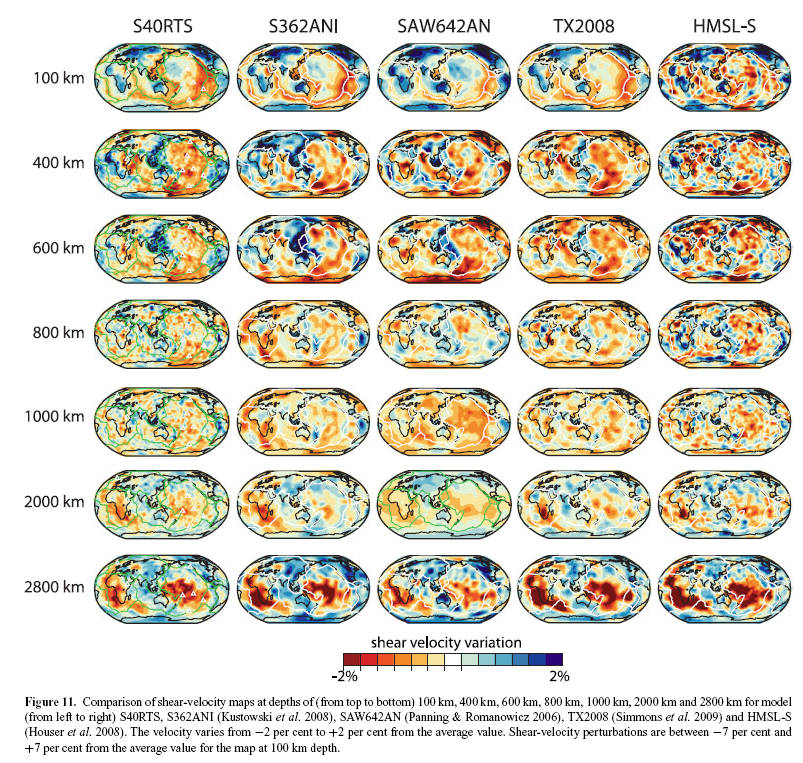 S40RTS S362ANI SAW642AN TX2008 HMSL-S
100 km
400 km
600 km
800 km
1000 km
2000 km
2800 km
shear velocity variation
-2% 2%
Figure 11. Comparison of shear-velocity maps at depths of (from top to bottom) 100 km, 400 km, 600 km, 800 km, 1000 km, 2000 km and 2800 km for model
(from left to right) S40RTS, S362ANI (Kustowski et al. 2008), SAW642AN (Panning & Romanowicz 2006), TX2008 (Simmons et al. 2009) and HMSL-S
(Houser et al. 2008). The velocity varies from −2 per cent to +2 per cent from the average value. Shear-velocity perturbations are between −7 per cent and
+7 per cent from the average value for the map at 100 km depth.